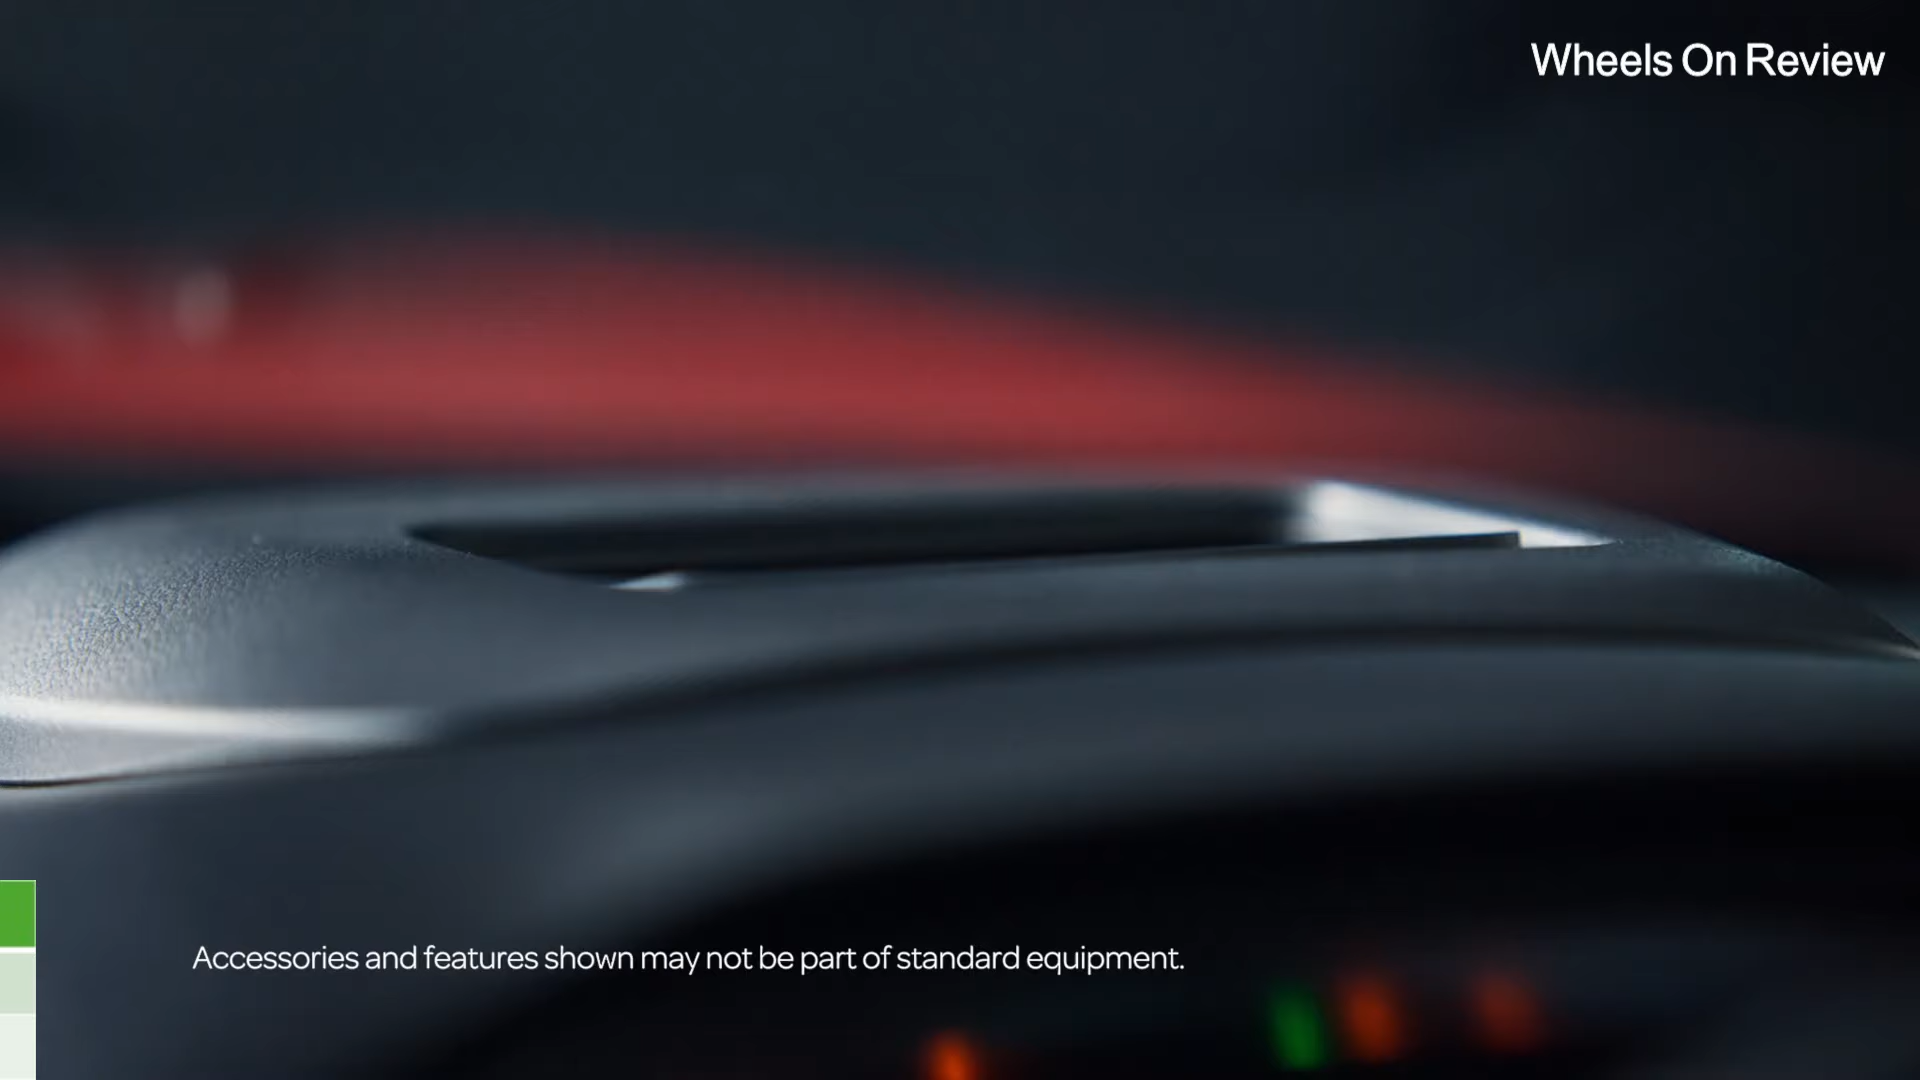 Wheels On Review
Accessories and features shown may not be part of standard equipment.